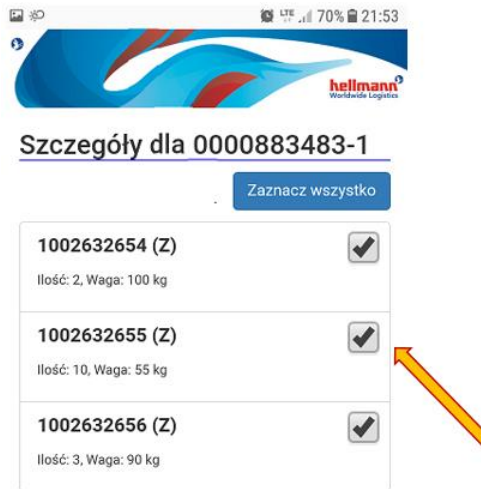 LTE 70% 21:53
hellmann
Worldwide Logistics
Szczegóły dla 0000883483-1
Zaznacz wszystko
1002632654 (Z)
Ilość: 2, Waga: 100 kg
1002632655 (Z)
Ilość: 10, Waga: 55 kg
1002632656 (Z)
Ilość: 3, Waga: 90 kg